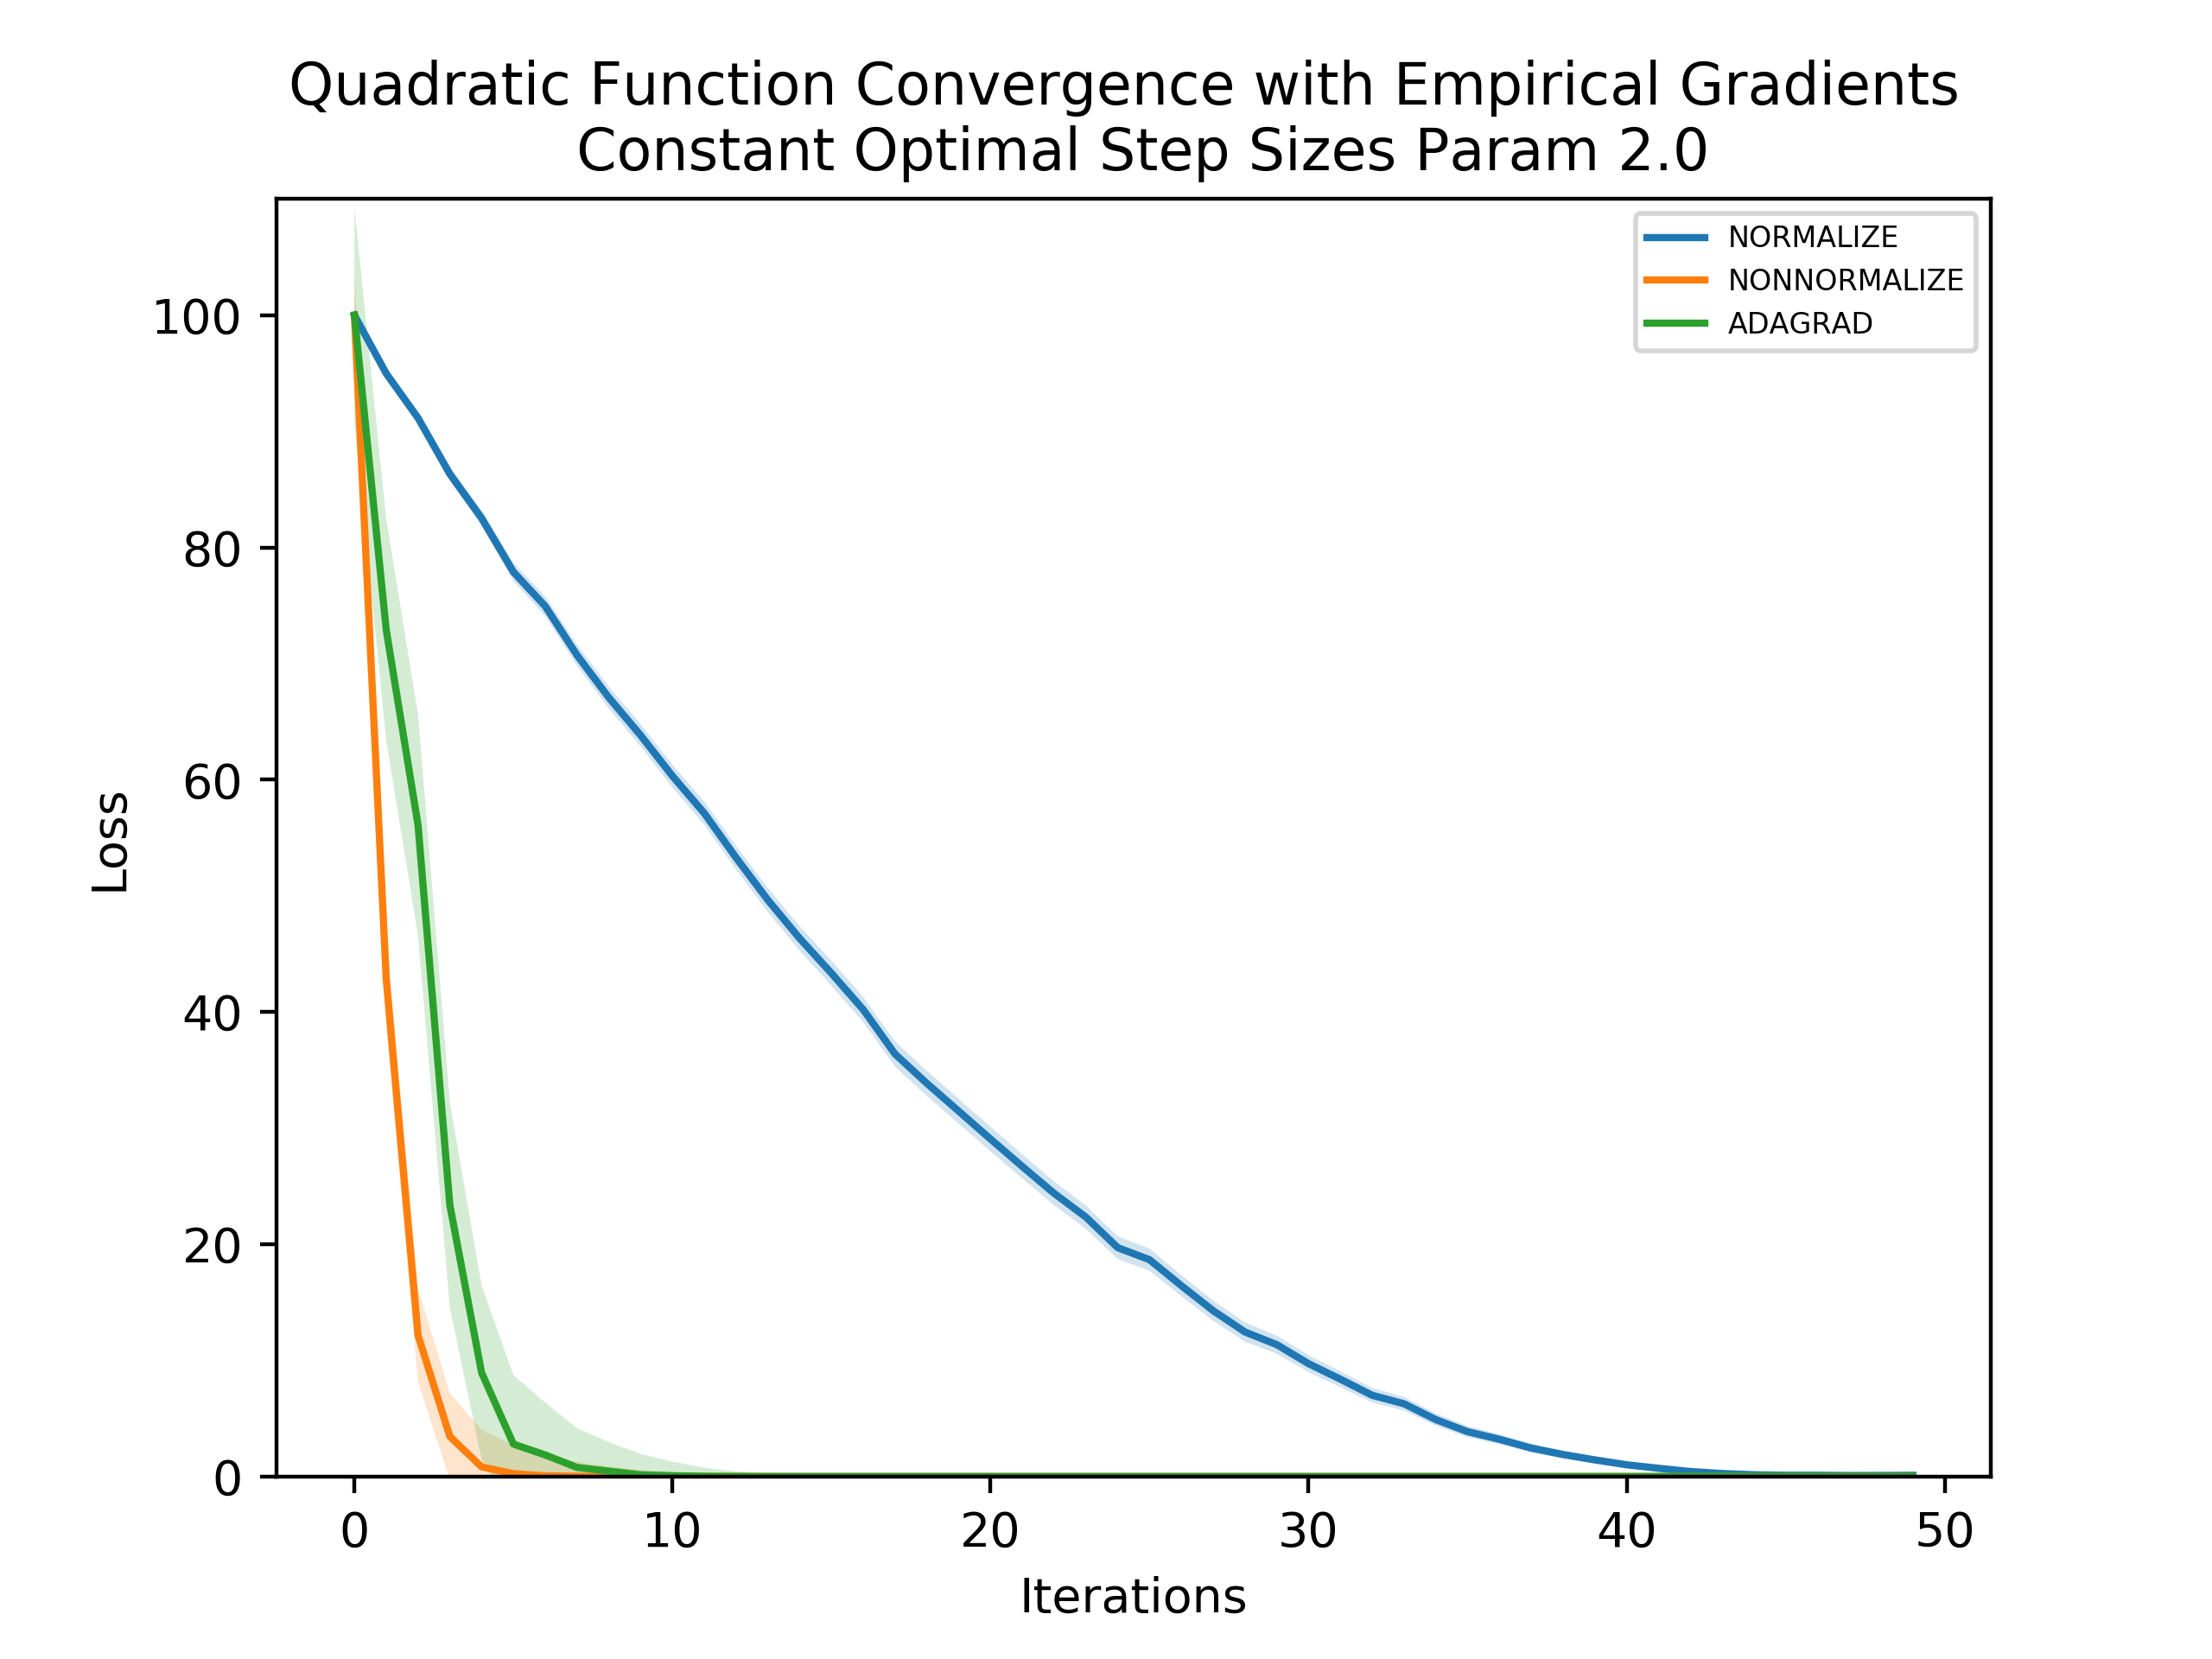 Quadratic Function Convergence with Empirical Gradients
Constant Optimal Step Sizes Param 2.0
NORMALIZE
NONNORMALIZE
ADAGRAD
100
80
60
40
20
0
Loss
0 10 20 30 40 50
Iterations